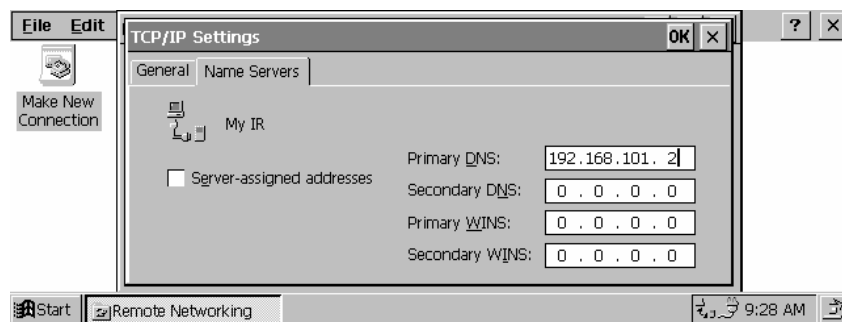 File Edit
?
×
TCP/IP Settings
OK ×
General Name Servers
Make New
Connection
My IR
Server-assigned addresses
Primary DNS: 192.168.101. 2
Secondary DNS: 0 . 0 . 0 . 0
Primary WINS: 0 . 0 . 0 . 0
Secondary WINS: 0 . 0 . 0 . 0
Start Remote Networking 9:28 AM